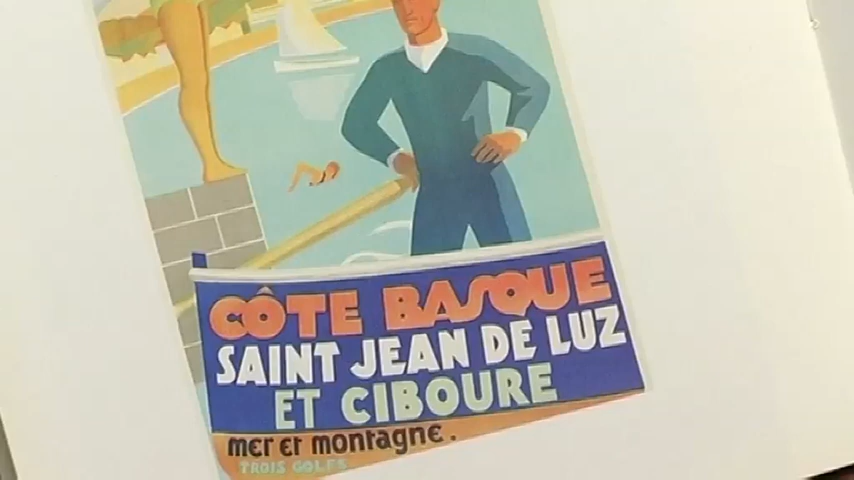 CÔTE BASQUE
SAINT JEAN DE LUZ
ET CIBOURE
mer et montagne.
TROIS GOLFS